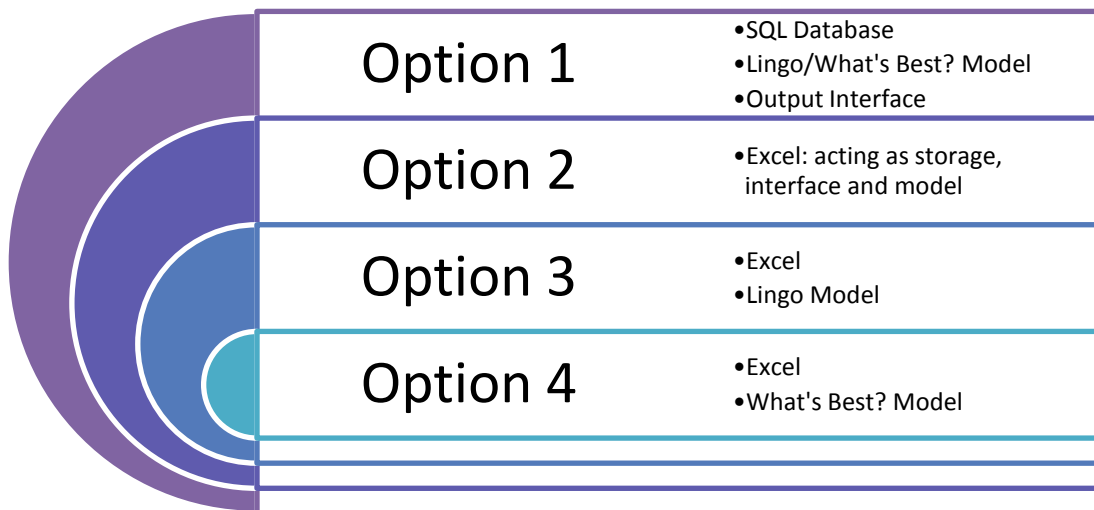 Option 1
•SQL Database
•Lingo/What's Best? Model
•Output Interface
Option 2
•Excel: acting as storage,
interface and model
Option 3
•Excel
•Lingo Model
Option 4
•Excel
•What's Best? Model